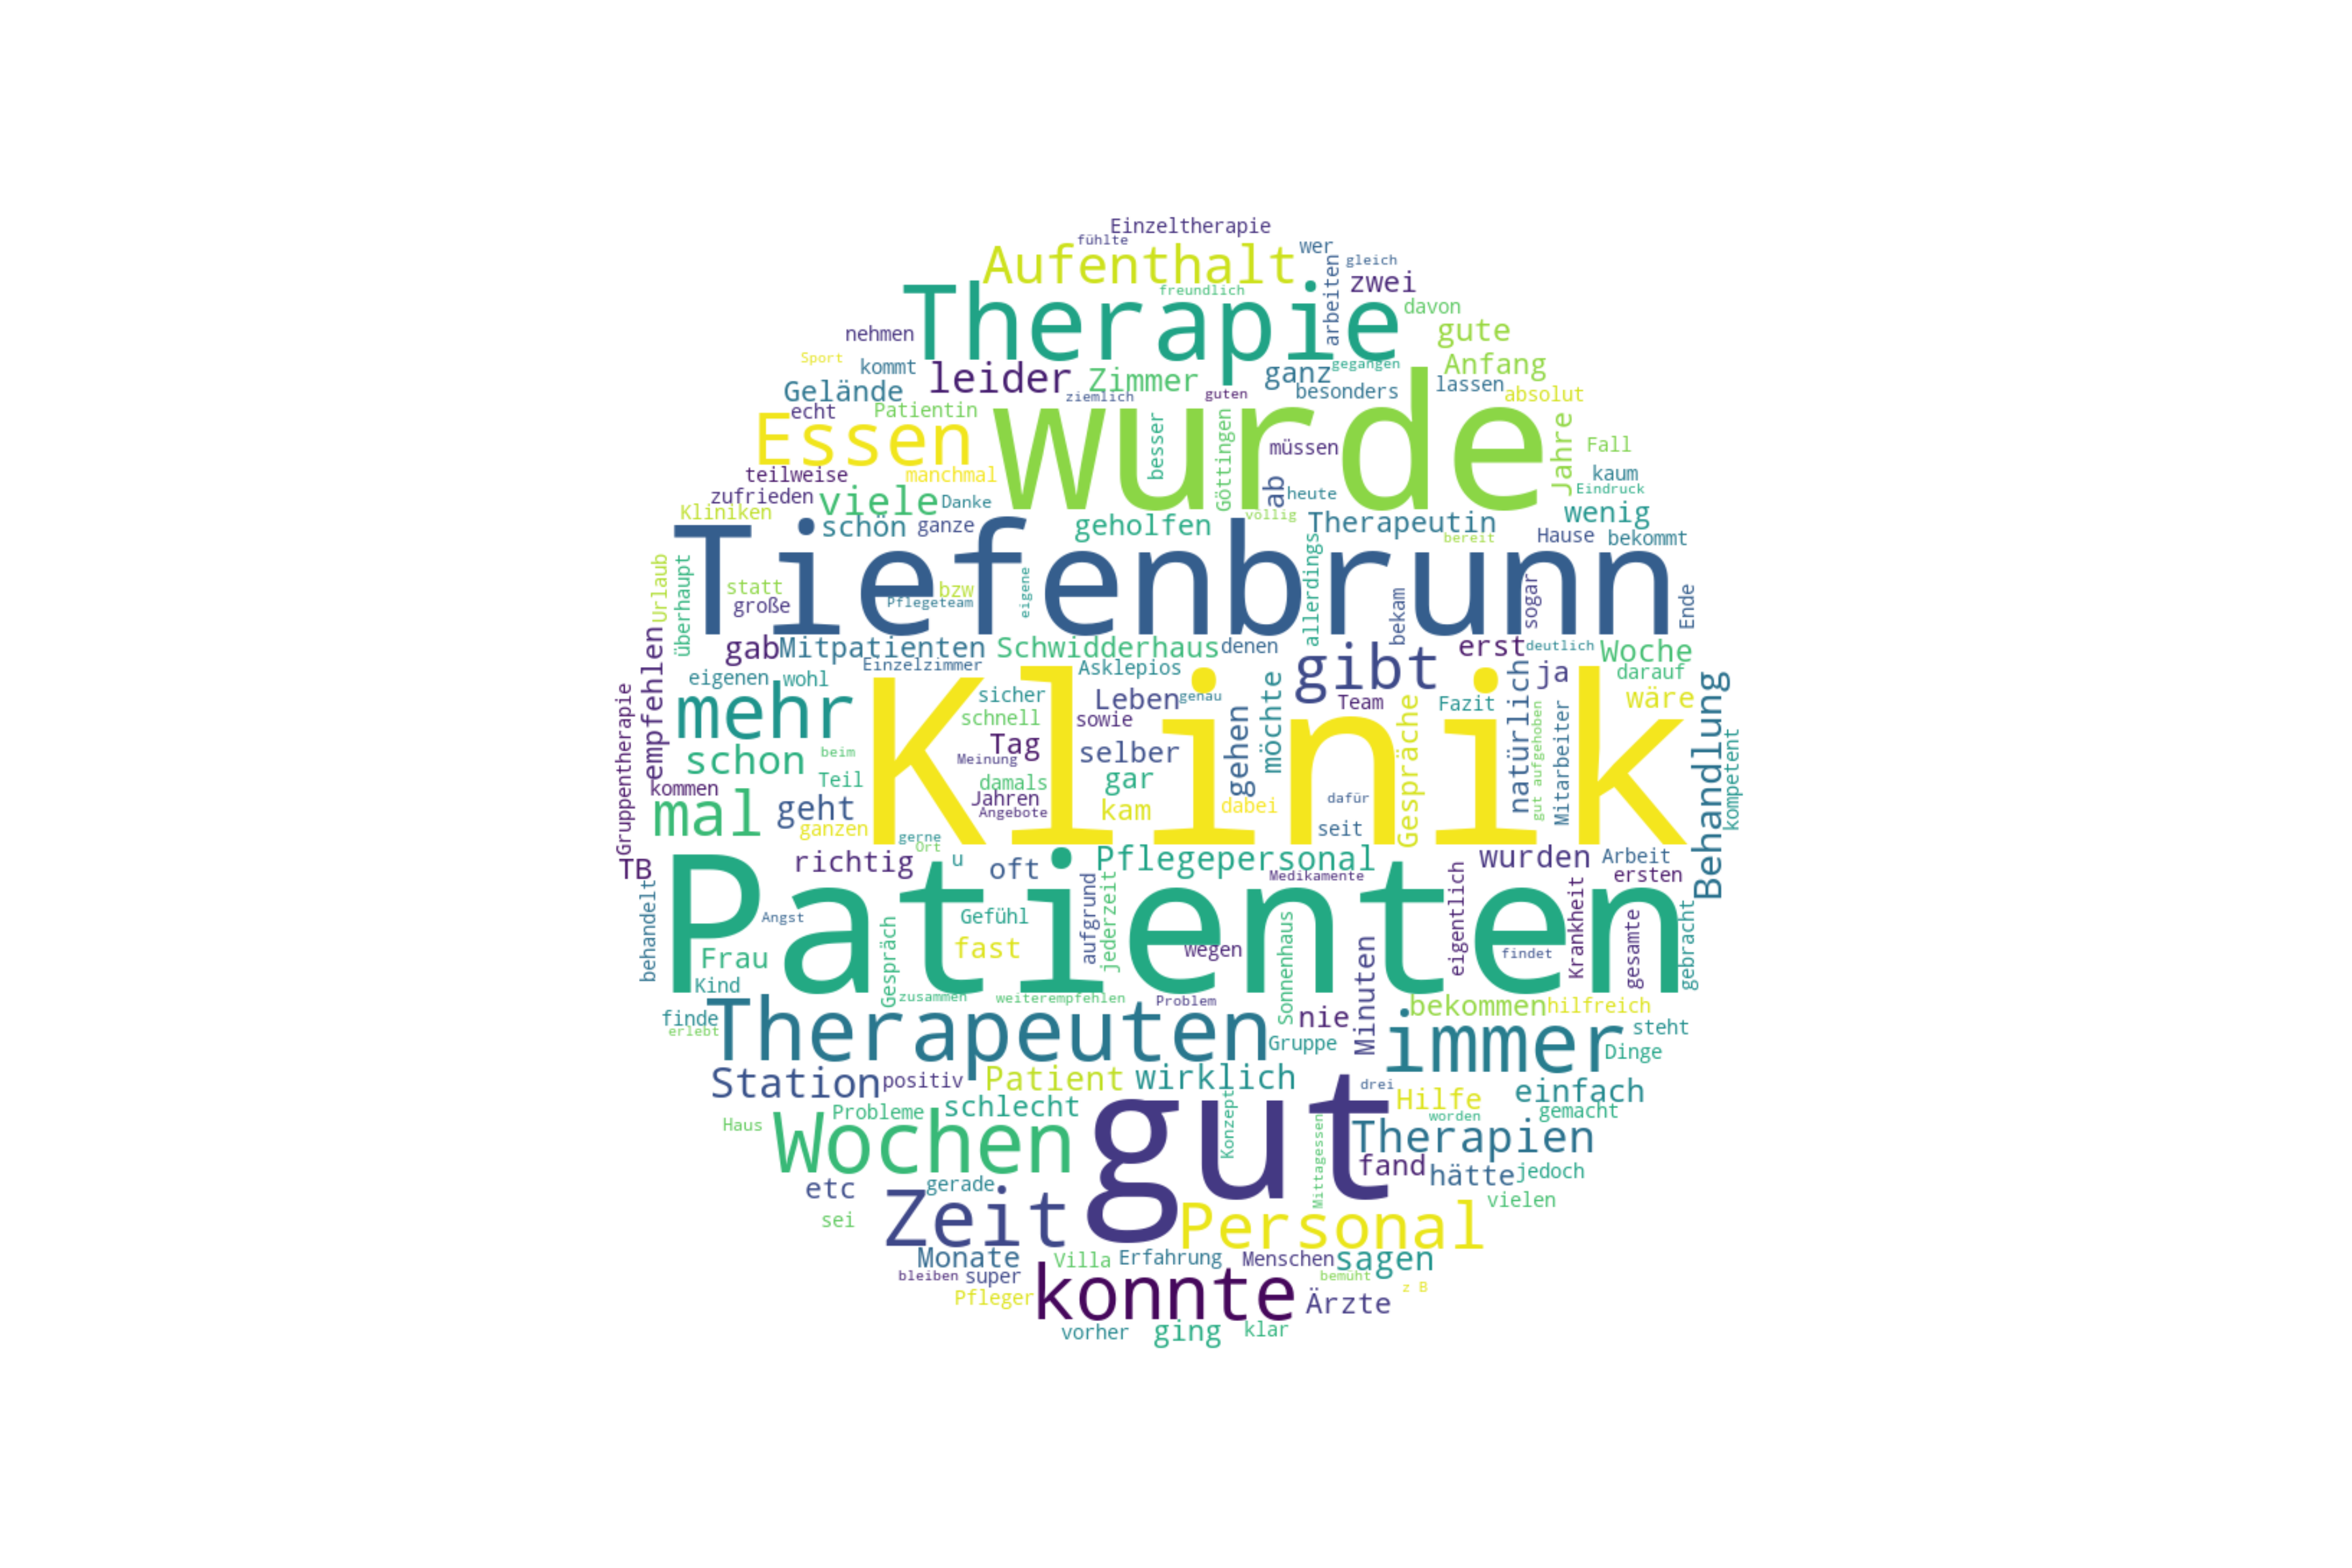 Einzeltherapie
fühlte
Aufenthalt
wer
gleich
arbeiten
zwei
freundlich
Therapie
davon
nehmen
gute
Sport
kommt
leider
Zimmer
ganz
gegangen
Anfang
Gelände
ziemlich
guten
besonders
lassen
absolut
echt
Patientin
Essen
wurde
besser
Göttingen
müssen
Jahre
Fall
teilweise
manchmal
kaum
zufrieden
viele
Danke
ab
heute
Eindruck
Kliniken
schön
ganze
geholfen
völlig
Therapeutin
wenig
bereit
Hause
bekommt
Tiefenbrunn
Urlaub
überhaupt
statt
große
bzw
Pflegeteam
eigene
allerdings
bekam
sogar
Ende
gab
Mitpatienten
Schwidderhaus
denen
gibt
erst
deutlich
Woche
empfehlen
Einzelzimmer
Asklepios
ja
darauf
eigenen
wohl
mehr
Klinik
sicher
Leben
genau
möchte
Team
Gespräche
Fazit
natürlich
wäre
Behandlung
Gruppentherapie
schnell
sowie
gehen
gut aufgehoben
Mitarbeiter
kompetent
schon
beim
Tag
Meinung
selber
Teil
damals
gar
kommen
Jahren
dafür
mal
geht
Angebote
kam
dabei
ganzen
gerne
Ort
seit
TB
richtig
u
oft
Pflegepersonal
wurden
Arbeit
Medikamente
ersten
Patienten
behandelt
Angst
Gefühl
aufgrund
jederzeit
eigentlich
Krankheit
gesamte
gebracht
Frau
Gespräch
fast
wegen
Sonnenhaus
Minuten
findet
Kind
zusammen
weiterempfehlen
Problem
bekommen
hilfreich
finde
erlebt
Therapeuten
nie
immer
steht
Gruppe
Dinge
Station
positiv
Patient
wirklich
drei
Hilfe
einfach
Probleme
schlecht
worden
gemacht
Haus
Wochen
gut
Konzept
Mittagessen
Therapien
fand
hätte
jedoch
etc
gerade
Zeit
vielen
sei
Personal
Monate
Villa
Erfahrung
Menschen
sagen
bleiben
super
bemüht
z B
Pfleger
konnte
Ärzte
vorher
ging
klar